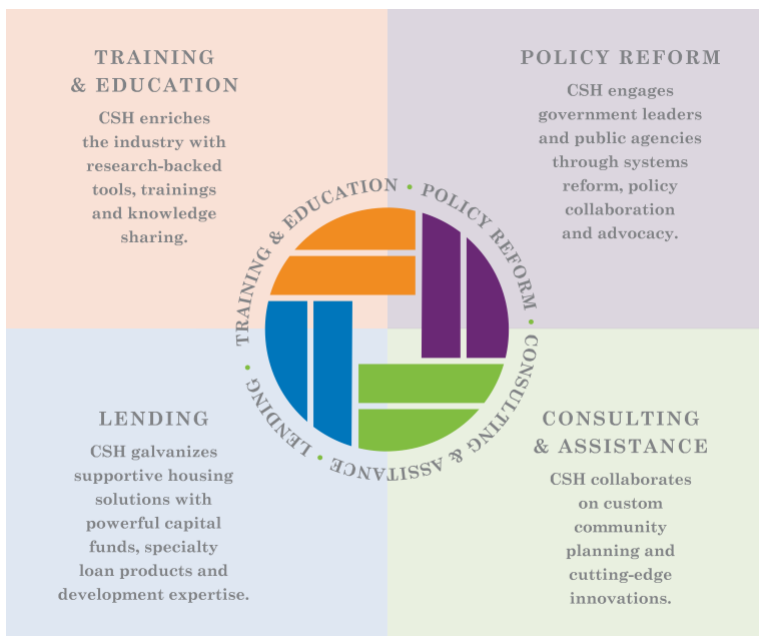 TRAINING
& EDUCATION
CSH enriches
the industry with
research-backed
tools, trainings
and knowledge
sharing.
POLICY REFORM
CSH engages
government leaders
and public agencies
through systems
reform, policy
collaboration
and advocacy.
TRAINING & EDUCATION • POLICY REFORM • CONSULTING & ASSITANCE • LENDING •
LENDING
CSH galvanizes
supportive housing
solutions with
powerful capital
funds, specialty
loan products and
development expertise.
CONSULTING
& ASSISTANCE
CSH collaborates
on custom
community
planning and
cutting-edge
innovations.